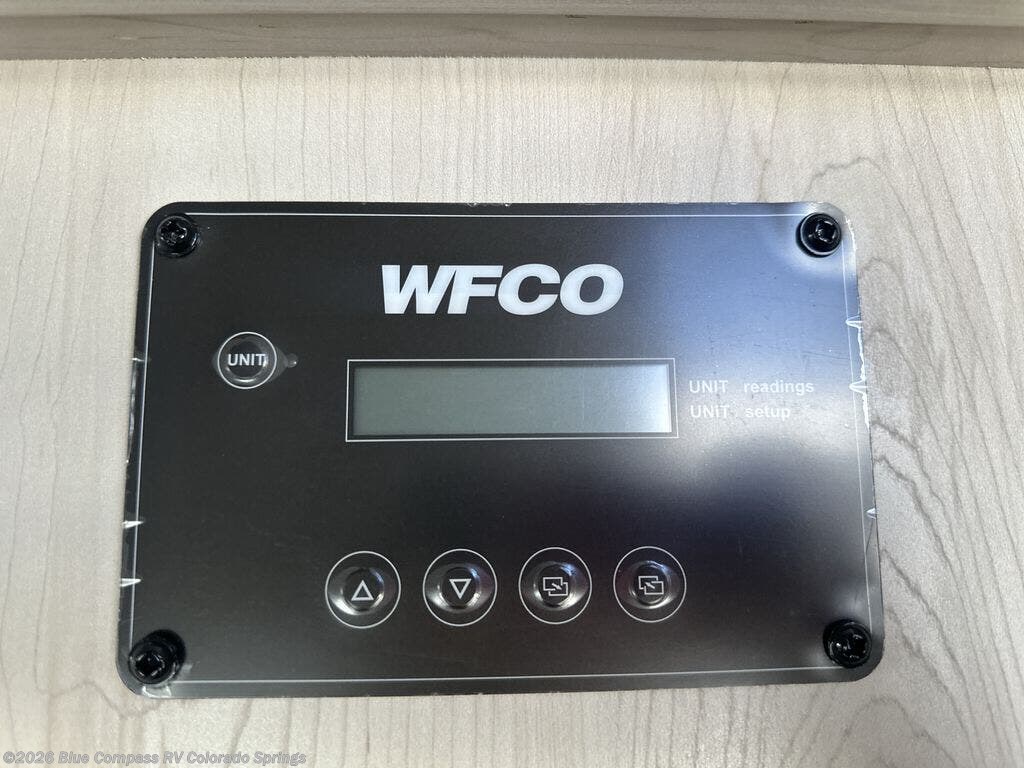 WFCO
UNIT
UNIT readings
UNIT setup
©2026 Blue Compass RV Colorado Springs